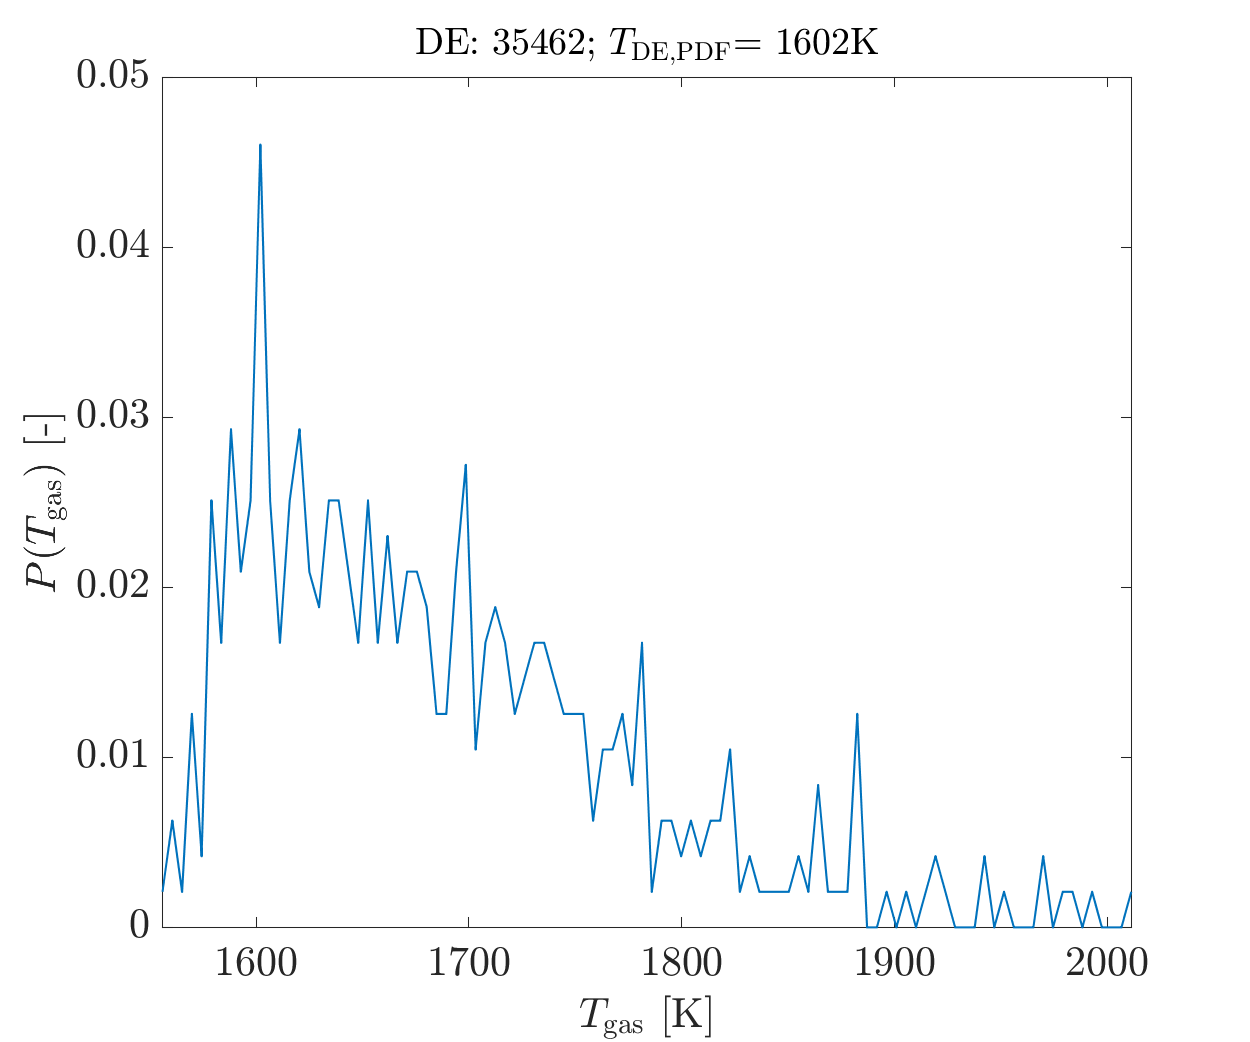 DE: 35462; T_DE,PDF= 1602K
0.05
0.04
0.03
0.02
0.01
0
P(T_gas) [-]
1600 1700 1800 1900 2000
T_gas [K]